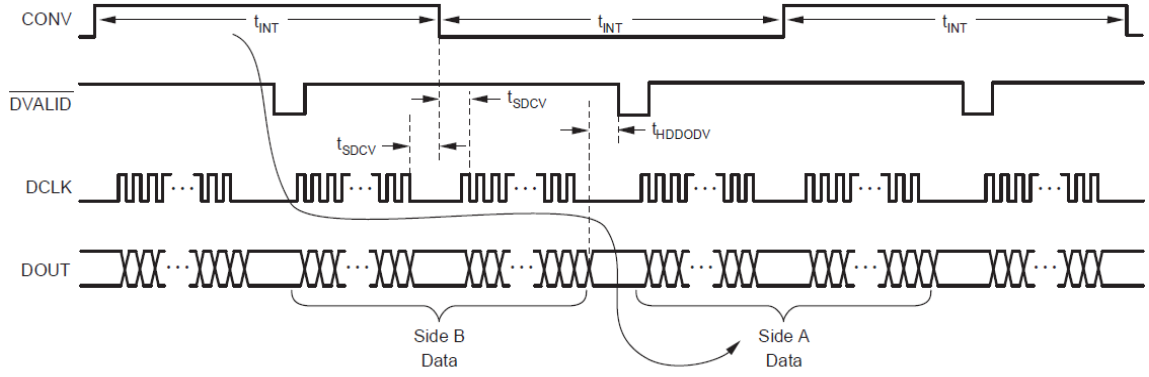 CONV
tINT
tINT
tINT
DVALID
tSDCV
tHDDODV
tSDCV
DCLK
...
...
...
...
...
...
DOUT
...
...
...
...
...
...
Side B
Data
Side A
Data